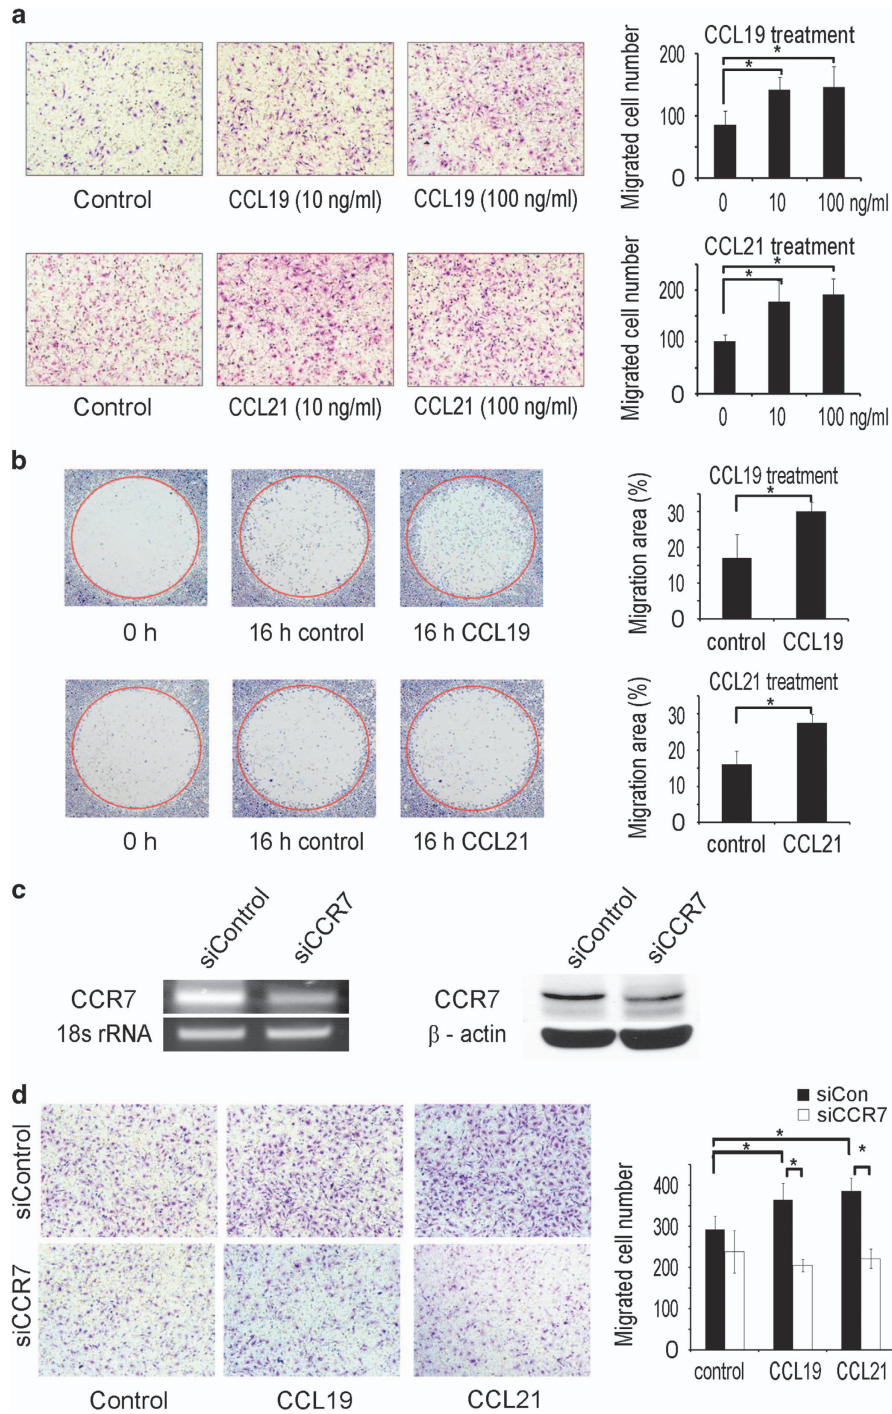 a
Control
CCL19 (10 ng/ml)
CCL19 (100 ng/ml)
CCL19 treatment
Migrated cell number
200
100
0
*
*
0
10
100 ng/ml
Control
CCL21 (10 ng/ml)
CCL21 (100 ng/ml)
CCL21 treatment
Migrated cell number
200
100
0
*
*
0
10
100 ng/ml
b
0 h
16 h control
16 h CCL19
CCL19 treatment
Migration area (%)
30
20
10
0
*
control
CCL19
0 h
16 h control
16 h CCL21
CCL21 treatment
Migration area (%)
30
20
10
0
*
control
CCL21
c
siControl
siCCR7
CCR7
18s rRNA
siControl
siCCR7
CCR7
β - actin
d
siControl
siCCR7
Control
CCL19
CCL21
siCon
siCCR7
Migrated cell number
400
300
200
100
0
*
*
*
*
control
CCL19
CCL21